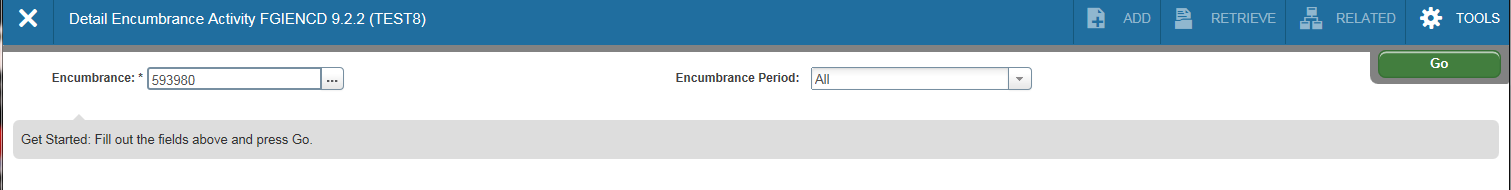 Detail Encumbrance Activity FGIENCD 9.2.2 (TEST8) ADD RETRIEVE RELATED TOOLS
Encumbrance: * 593980 ... Encumbrance Period: All Go
Get Started: Fill out the fields above and press Go.